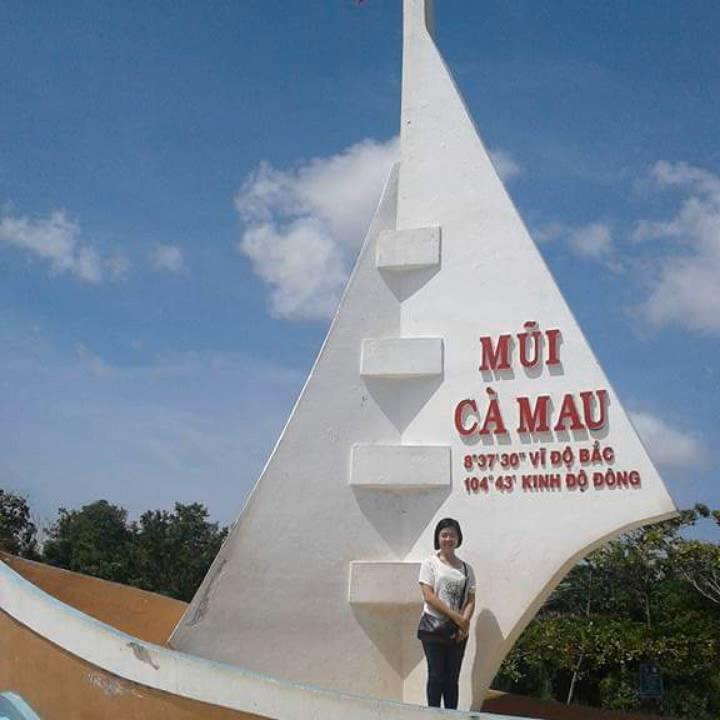 MŨI
CÀ MAU
8°37'30" VĨ ĐỘ BẮC
104°43' KINH ĐỘ ĐÔNG